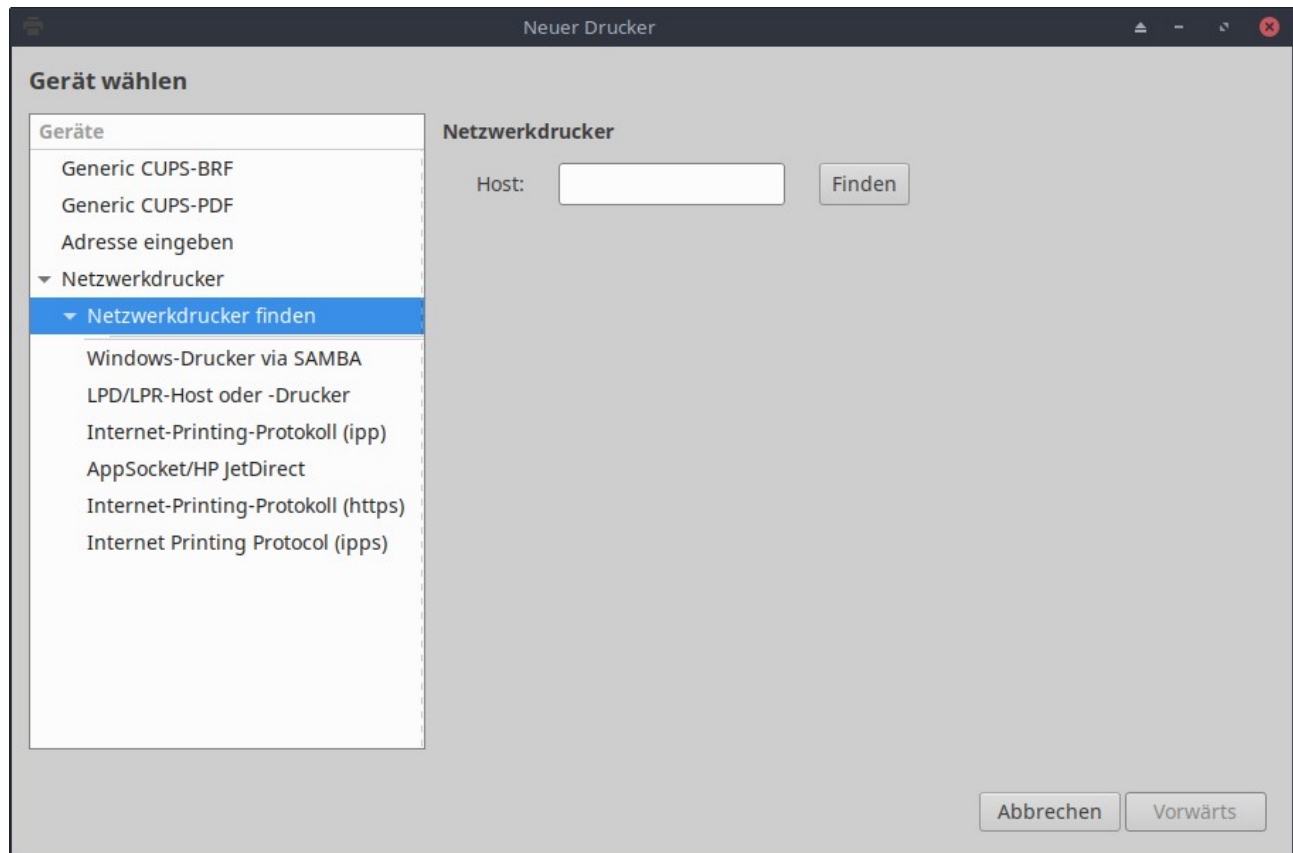 Neuer Drucker
Gerät wählen
Geräte
Generic CUPS-BRF
Generic CUPS-PDF
Adresse eingeben
Netzwerkdrucker
Netzwerkdrucker finden
Windows-Drucker via SAMBA
LPD/LPR-Host oder -Drucker
Internet-Printing-Protokoll (ipp)
AppSocket/HP JetDirect
Internet-Printing-Protokoll (https)
Internet Printing Protocol (ipps)
Netzwerkdrucker
Host: Finden
Abbrechen Vorwärts